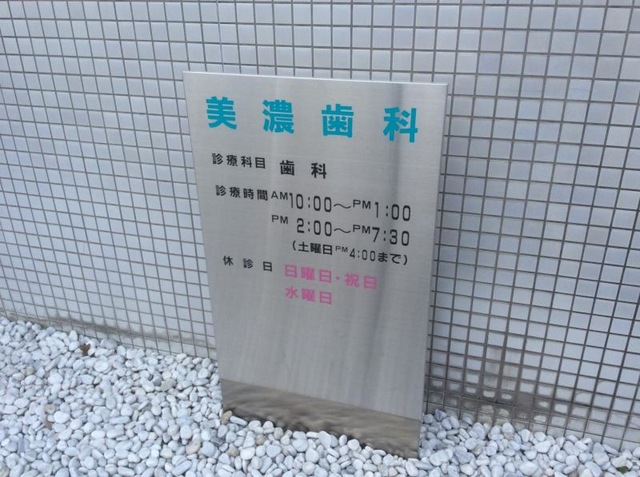 美濃歯科
診療科目 歯科
診療時間 AM10:00～PM1:00
PM2:00～PM7:30
(土曜日PM4:00まで)
休診日 日曜日・祝日
水曜日